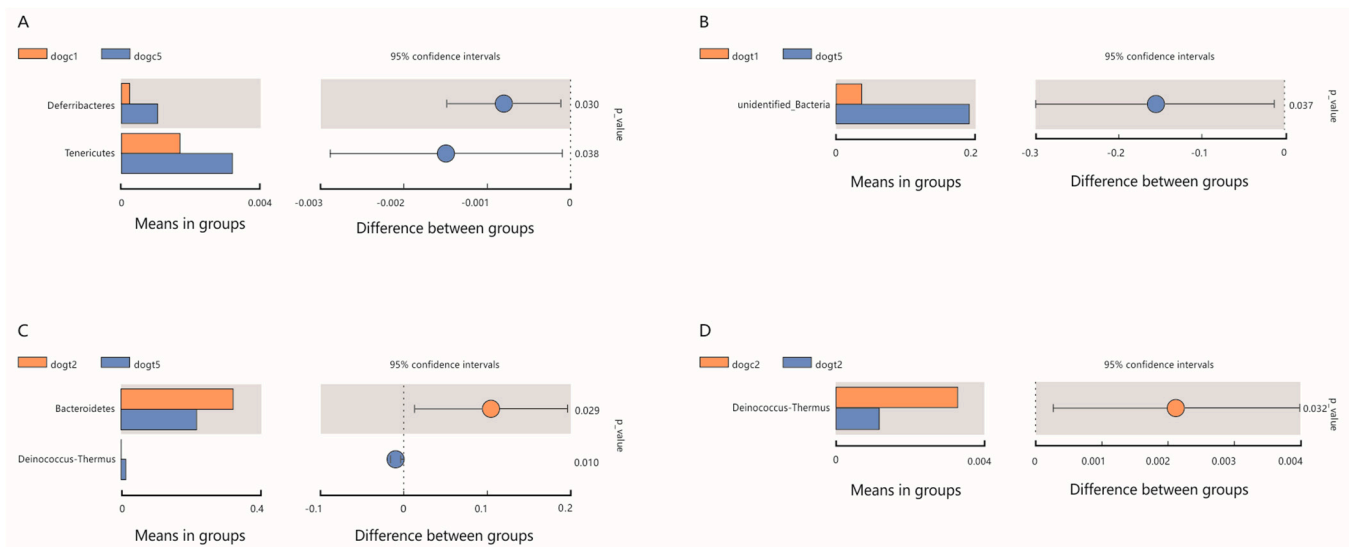 A
dogc1 dogc5 95% confidence intervals
Deferribacteres 0.030
Tenericutes 0.038
p_value
0 0.004 -0.003 -0.002 -0.001 0
Means in groups Difference between groups
B
dogt1 dogt5 95% confidence intervals
unidentified_Bacteria 0.037
p_value
0 0.2 -0.3 -0.2 -0.1 0
Means in groups Difference between groups
C
dogt2 dogt5 95% confidence intervals
Bacteroidetes 0.029
Deinococcus-Thermus 0.010
p_value
0 0.4 -0.1 0 0.1 0.2
Means in groups Difference between groups
D
dogc2 dogt2 95% confidence intervals
Deinococcus-Thermus 0.032
p_value
0 0.004 0 0.001 0.002 0.003 0.004
Means in groups Difference between groups